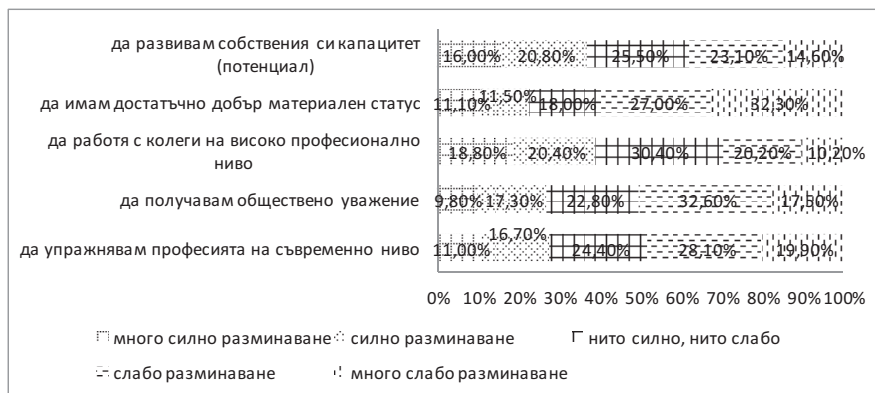 да развивам собствения си капацитет
(потенциал)
16,00% 20,80% 25,50% 23,10% 14,60%
да имам достатъчно добър материален статус
11,10% 11,50% 18,00% 27,00% 32,30%
да работя с колеги на високо професионално
ниво
18,80% 20,40% 30,40% 20,20% 10,20%
да получавам обществено уважение
9,80% 17,30% 22,80% 32,60% 17,50%
да упражнявам професията на съвременно ниво
11,00% 16,70% 24,40% 28,10% 19,90%
0% 10% 20% 30% 40% 50% 60% 70% 80% 90% 100%
много силно разминаване силно разминаване нито силно, нито слабо
слабо разминаване много слабо разминаване